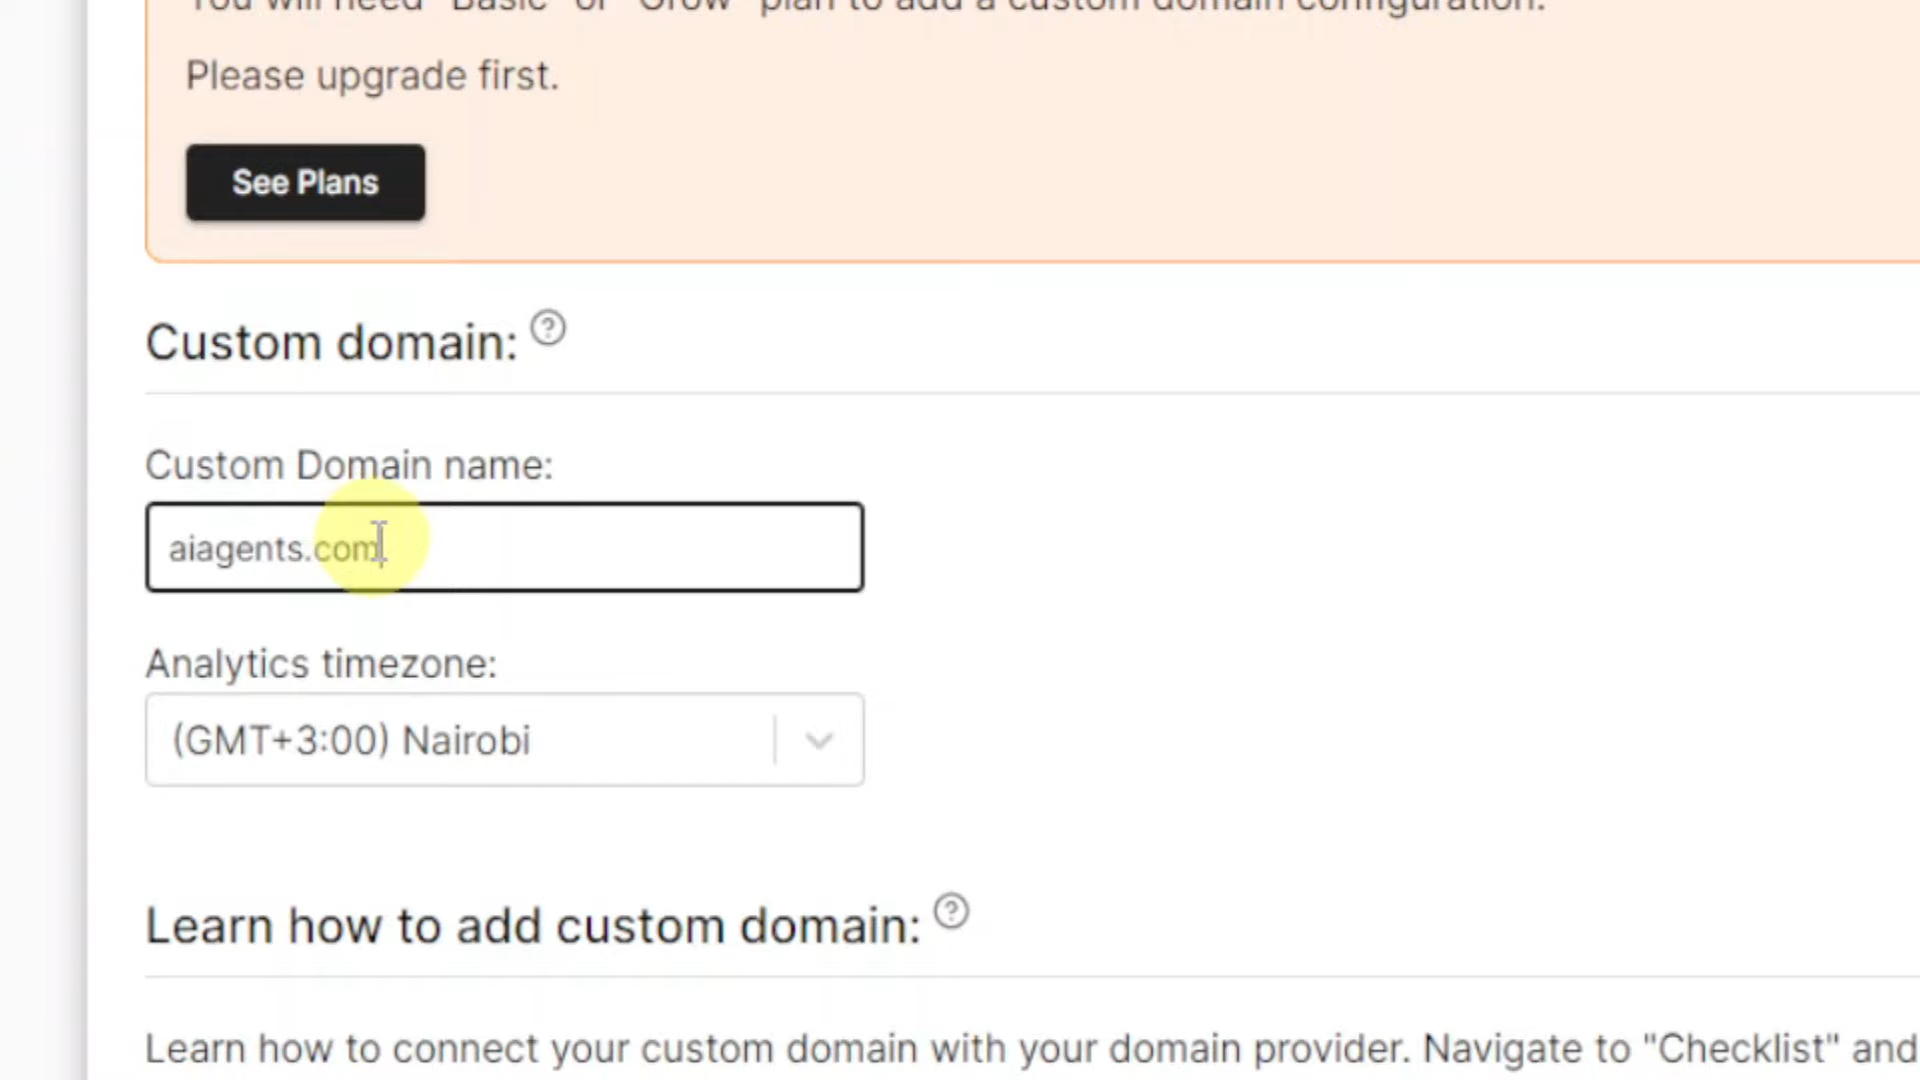 You will need "Basic" or "Grow" plan to add a custom domain configuration.
Please upgrade first.
See Plans
Custom domain:
Custom Domain name:
aiagents.com
Analytics timezone:
(GMT+3:00) Nairobi
Learn how to add custom domain:
Learn how to connect your custom domain with your domain provider. Navigate to "Checklist" and